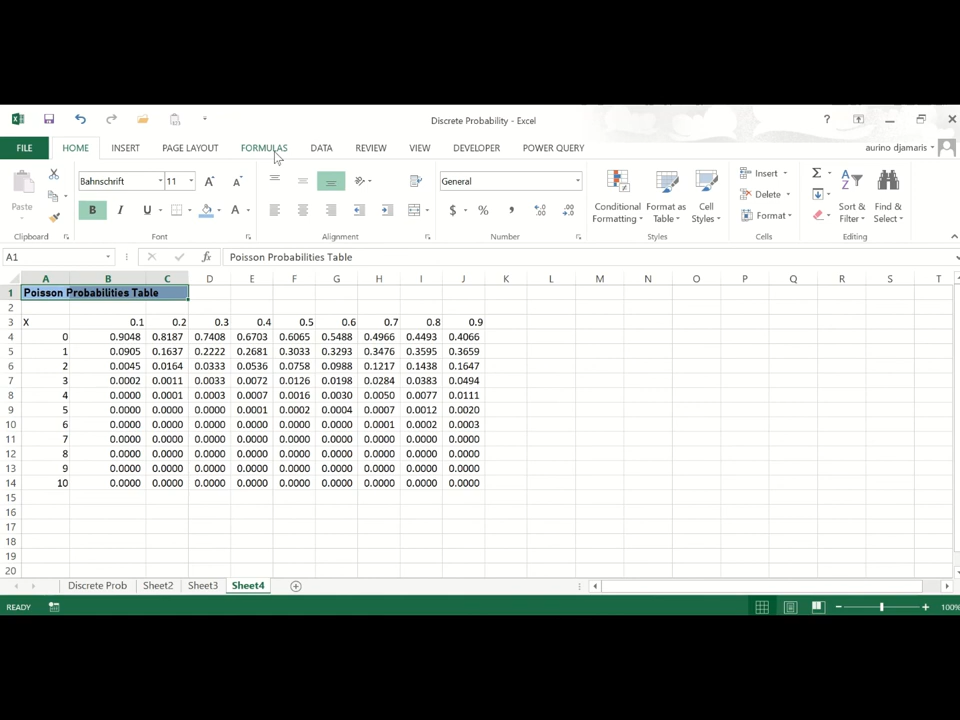 Discrete Probability - Excel
?
FILE HOME INSERT PAGE LAYOUT FORMULAS DATA REVIEW VIEW DEVELOPER POWER QUERY aurino djamaris
Paste
Bahnschrift 11 A A
B I U A
General
$ % , .0 .00
Conditional Formatting
Format as Table
Cell Styles
Insert
Delete
Format
Σ
Sort & Filter
Find & Select
Clipboard Font Alignment Number Styles Cells Editing
A1 fx Poisson Probabilities Table
A B C D E F G H I J K L M N O P Q R S T
1 Poisson Probabilities Table
2
3 X 0.1 0.2 0.3 0.4 0.5 0.6 0.7 0.8 0.9
4 0 0.9048 0.8187 0.7408 0.6703 0.6065 0.5488 0.4966 0.4493 0.4066
5 1 0.0905 0.1637 0.2222 0.2681 0.3033 0.3293 0.3476 0.3595 0.3659
6 2 0.0045 0.0164 0.0333 0.0536 0.0758 0.0988 0.1217 0.1438 0.1647
7 3 0.0002 0.0011 0.0033 0.0072 0.0126 0.0198 0.0284 0.0383 0.0494
8 4 0.0000 0.0001 0.0003 0.0007 0.0016 0.0030 0.0050 0.0077 0.0111
9 5 0.0000 0.0000 0.0000 0.0001 0.0002 0.0004 0.0007 0.0012 0.0020
10 6 0.0000 0.0000 0.0000 0.0000 0.0000 0.0000 0.0001 0.0002 0.0003
11 7 0.0000 0.0000 0.0000 0.0000 0.0000 0.0000 0.0000 0.0000 0.0000
12 8 0.0000 0.0000 0.0000 0.0000 0.0000 0.0000 0.0000 0.0000 0.0000
13 9 0.0000 0.0000 0.0000 0.0000 0.0000 0.0000 0.0000 0.0000 0.0000
14 10 0.0000 0.0000 0.0000 0.0000 0.0000 0.0000 0.0000 0.0000 0.0000
15
16
17
18
19
20
Discrete Prob Sheet2 Sheet3 Sheet4
READY 100%